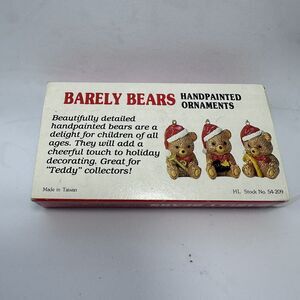 BARELY BEARS HANDPAINTED
ORNAMENTS
Beautifully detailed
handpainted bears are a
delight for children of all
ages. They will add a
cheerful touch to holiday
decorating. Great for
"Teddy" collectors!
Made in Taiwan
HL Stock No. 54-209